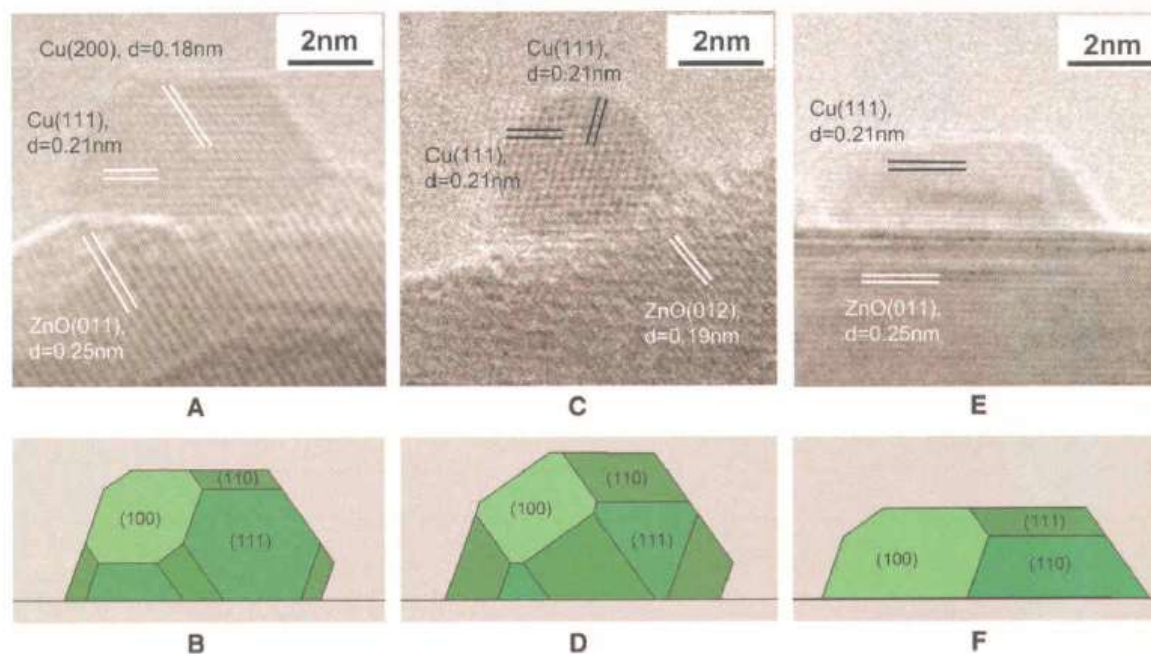 Cu(200), d=0.18nm
2nm
Cu(111),
d=0.21nm
ZnO(011),
d=0.25nm
A
Cu(111),
d=0.21nm
2nm
Cu(111),
d=0.21nm
ZnO(012),
d=0.19nm
C
2nm
Cu(111),
d=0.21nm
ZnO(011),
d=0.25nm
E
(110)
(100)
(111)
B
(110)
(100)
(111)
D
(111)
(100)
(110)
F